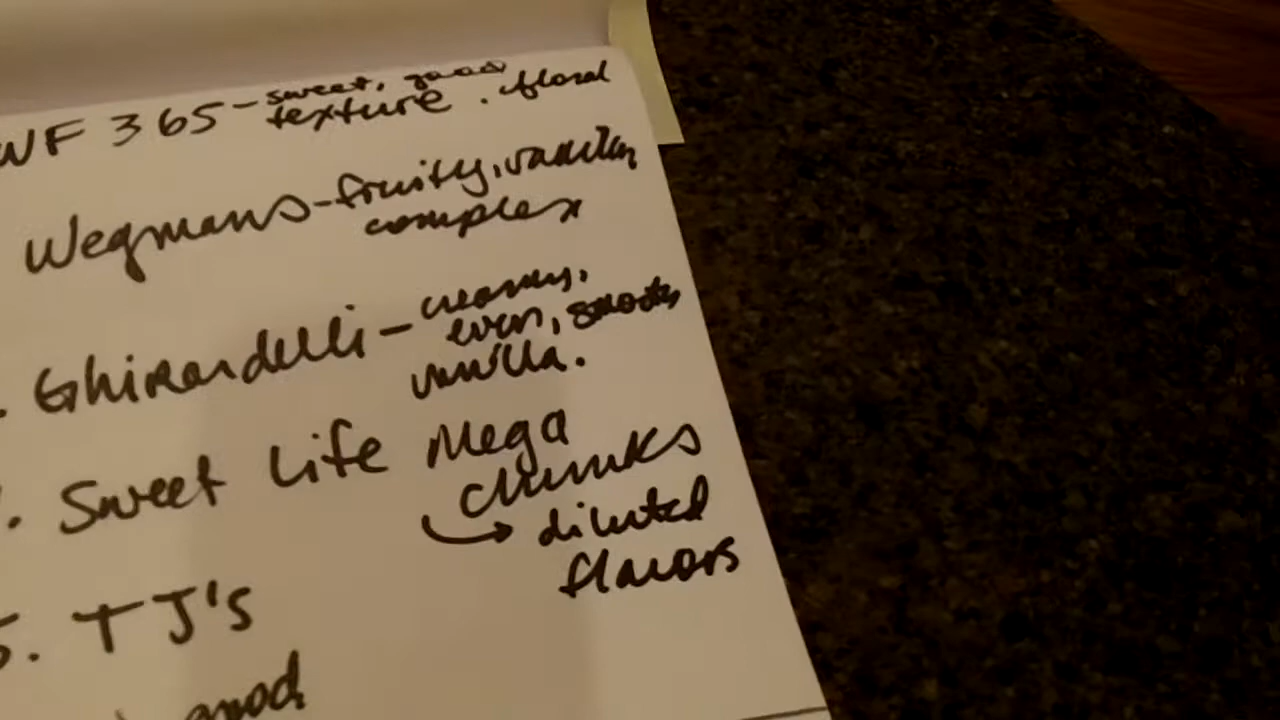 WF 365 - sweet, good
texture. floral
Wegmans - fruity, vanilla,
complex
. Ghirardelli - creamy,
even, smooth
vanilla.
. Sweet Life Mega
Chunks
→ diluted
flavors
5. TJ's
good